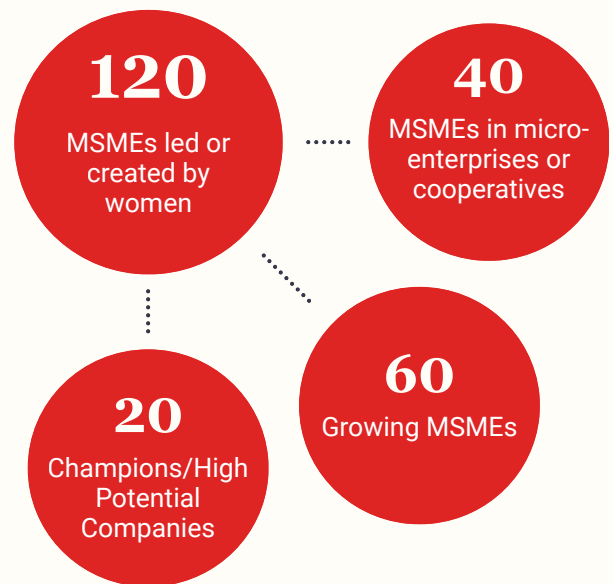 120
MSMEs led or
created by
women
40
MSMEs in micro-
enterprises or
cooperatives
60
Growing MSMEs
20
Champions/High
Potential
Companies